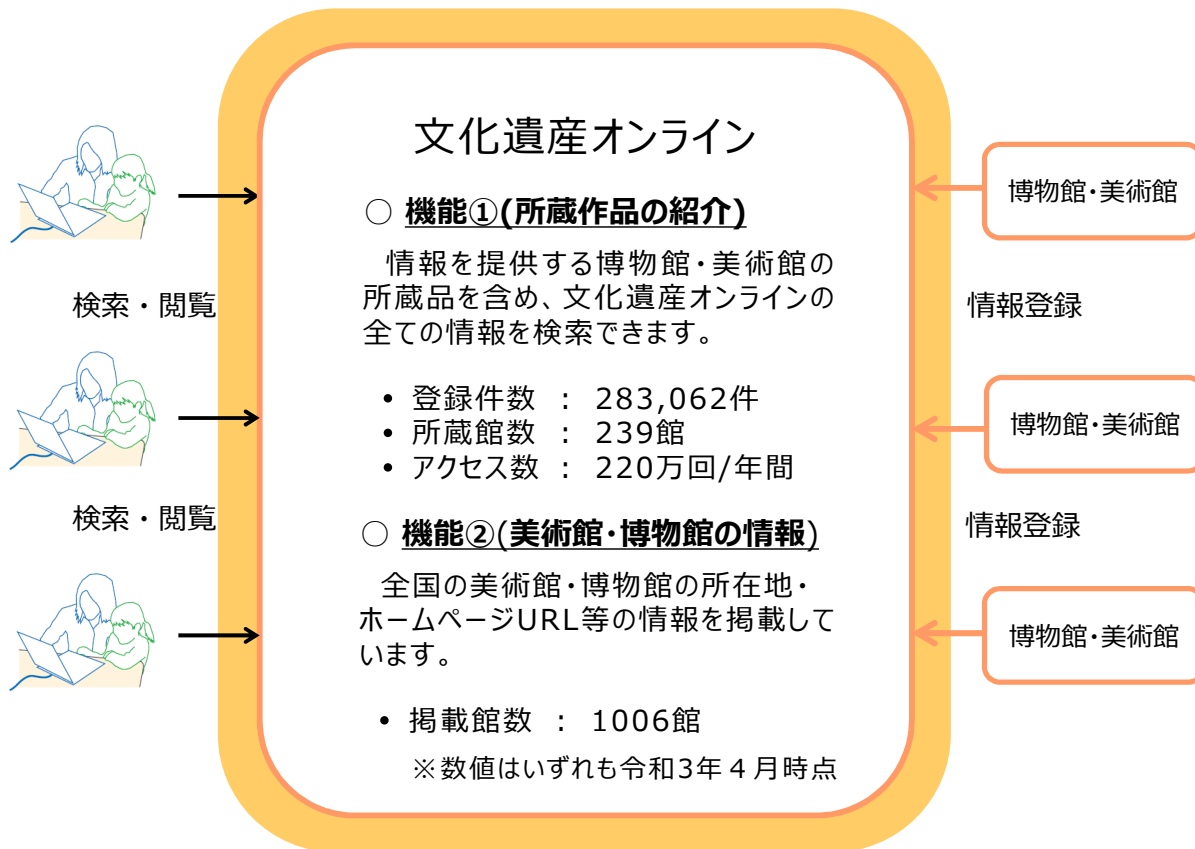 文化遺産オンライン
○ 機能①(所蔵作品の紹介)
情報を提供する博物館・美術館の
所蔵品を含め、文化遺産オンラインの
全ての情報を検索できます。
• 登録件数 : 283,062件
• 所蔵館数 : 239館
• アクセス数 : 220万回/年間
○ 機能②(美術館・博物館の情報)
全国の美術館・博物館の所在地・
ホームページURL等の情報を掲載して
います。
• 掲載館数 : 1006館
※数値はいずれも令和3年4月時点
検索・閲覧
検索・閲覧
博物館・美術館
情報登録
博物館・美術館
情報登録
博物館・美術館